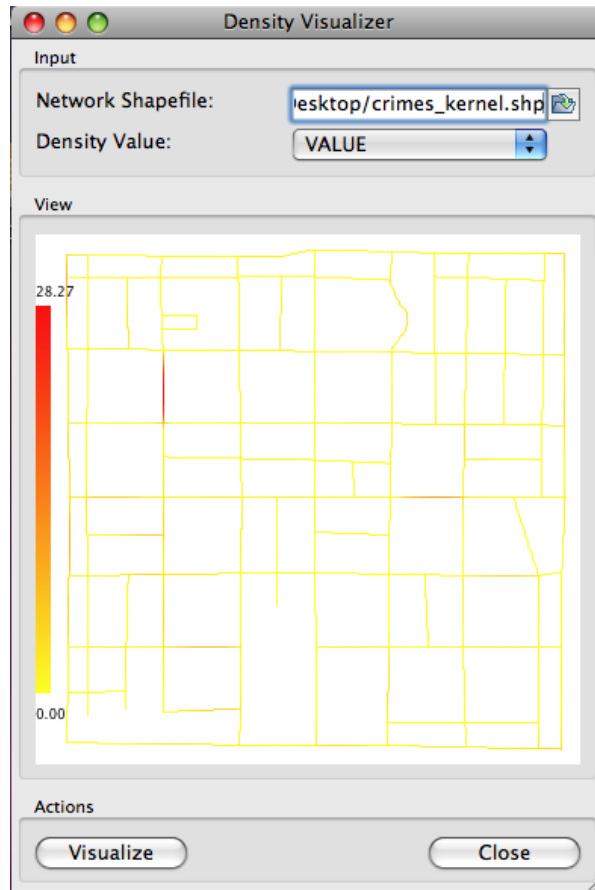 Density Visualizer
Input
Network Shapefile:
esktop/crimes_kernel.shp
Density Value:
VALUE
View
28.27
0.00
Actions
Visualize
Close